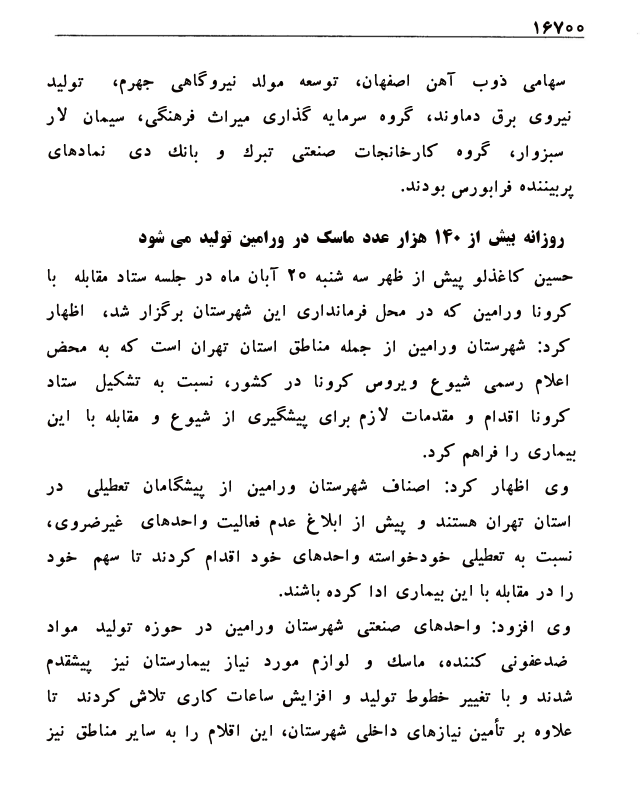 ۱۶۷۰۰
سهامی ذوب آهن اصفهان، توسعه مولد نیروگاهی جهرم، تولید
نیروی برق دماوند، گروه سرمایه گذاری میراث فرهنگی، سیمان لار
سبزوار، گروه کارخانجات صنعتی تبرك و بانك دی نمادهای
پربیننده فرابورس بودند.
روزانه بیش از ۱۴۰ هزار عدد ماسک در ورامین تولید می شود
حسین کاغذلو پیش از ظهر سه شنبه ۲۰ آبان ماه در جلسه ستاد مقابله با
کرونا ورامین که در محل فرمانداری این شهرستان برگزار شد، اظهار
کرد: شهرستان ورامین از جمله مناطق استان تهران است که به محض
اعلام رسمی شیوع ویروس کرونا در کشور، نسبت به تشکیل ستاد
کرونا اقدام و مقدمات لازم برای پیشگیری از شیوع و مقابله با این
بیماری را فراهم کرد.
وی اظهار کرد: اصناف شهرستان ورامین از پیشگامان تعطیلی در
استان تهران هستند و پیش از ابلاغ عدم فعالیت واحدهای غیرضروی،
نسبت به تعطیلی خودخواسته واحدهای خود اقدام کردند تا سهم خود
را در مقابله با این بیماری ادا کرده باشند.
وی افزود: واحدهای صنعتی شهرستان ورامین در حوزه تولید مواد
ضدعفونی کننده، ماسك و لوازم مورد نیاز بیمارستان نیز پیشقدم
شدند و با تغییر خطوط تولید و افزایش ساعات کاری تلاش کردند تا
علاوه بر تأمین نیازهای داخلی شهرستان، این اقلام را به سایر مناطق نیز